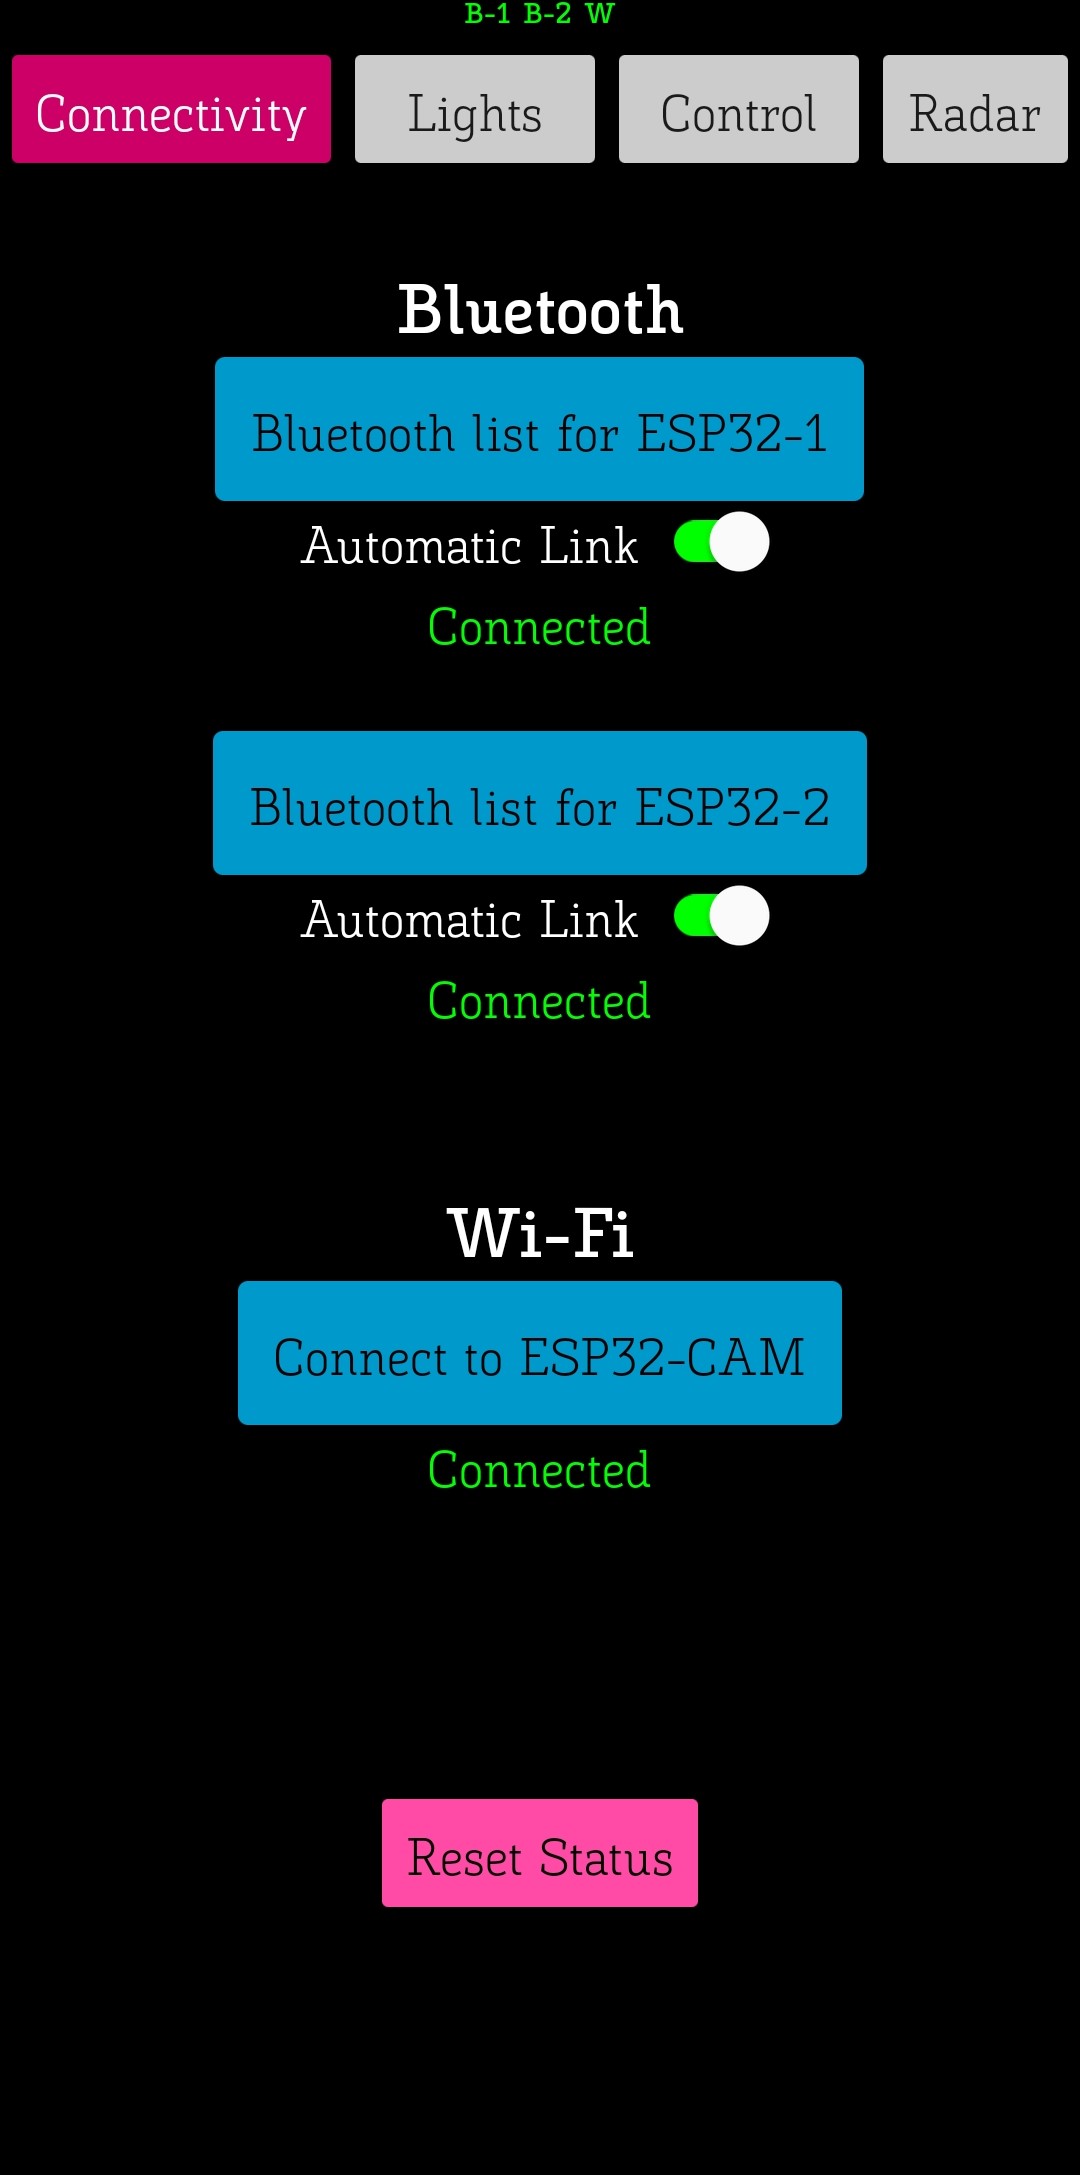 B-1 B-2 W
Connectivity Lights Control Radar
Bluetooth
Bluetooth list for ESP32-1
Automatic Link
Connected
Bluetooth list for ESP32-2
Automatic Link
Connected
Wi-Fi
Connect to ESP32-CAM
Connected
Reset Status